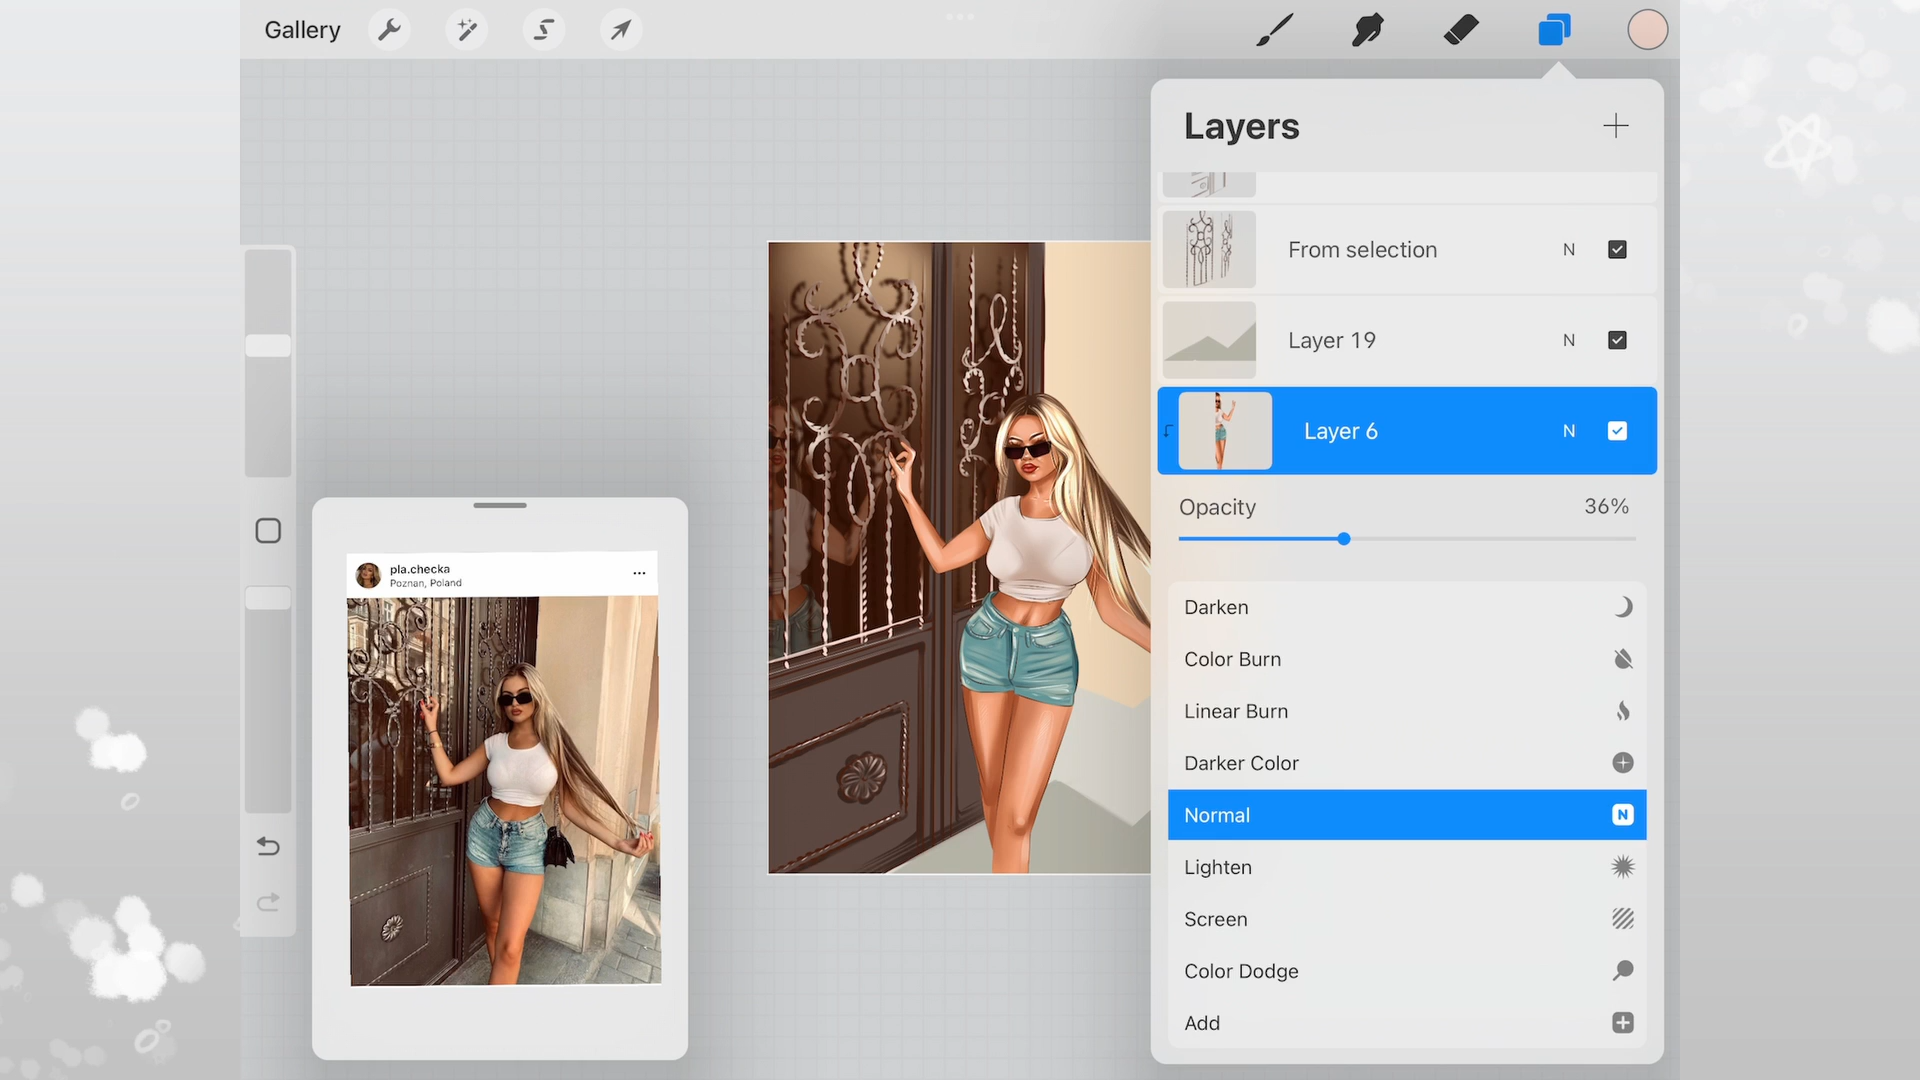 Gallery
Layers
From selection N
Layer 19 N
Layer 6 N
Opacity 36%
pla.checka
Poznan, Poland
Darken
Color Burn
Linear Burn
Darker Color
Normal N
Lighten
Screen
Color Dodge
Add